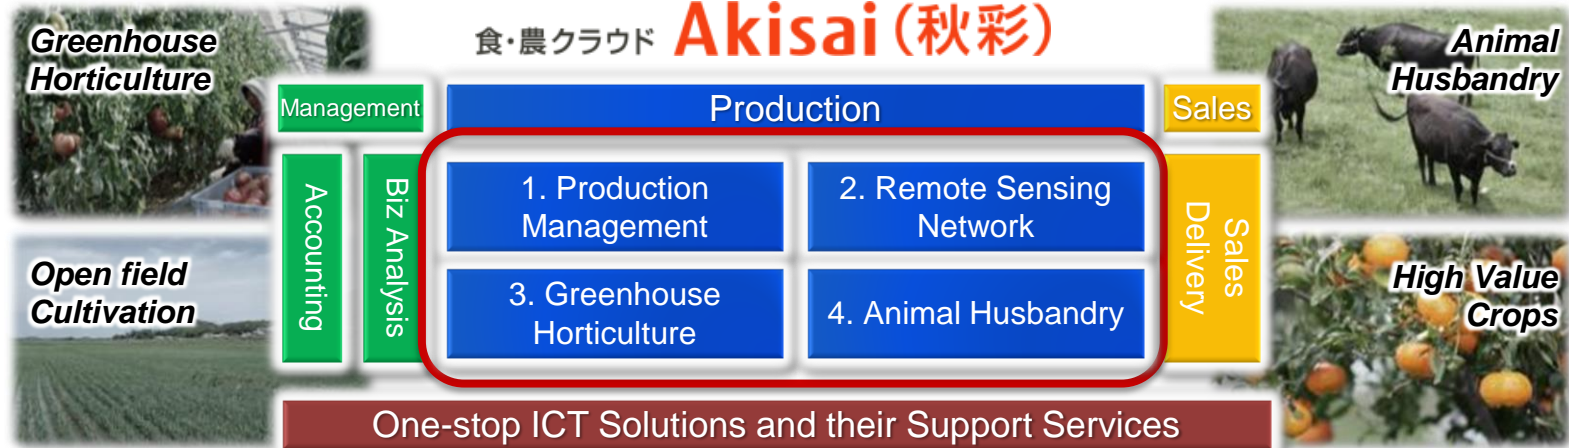 食・農クラウド Akisai(秋彩)
Greenhouse
Horticulture
Animal
Husbandry
Management
Production
Sales
Accounting
Biz Analysis
1. Production
Management
2. Remote Sensing
Network
3. Greenhouse
Horticulture
4. Animal Husbandry
Sales
Delivery
Open field
Cultivation
High Value
Crops
One-stop ICT Solutions and their Support Services